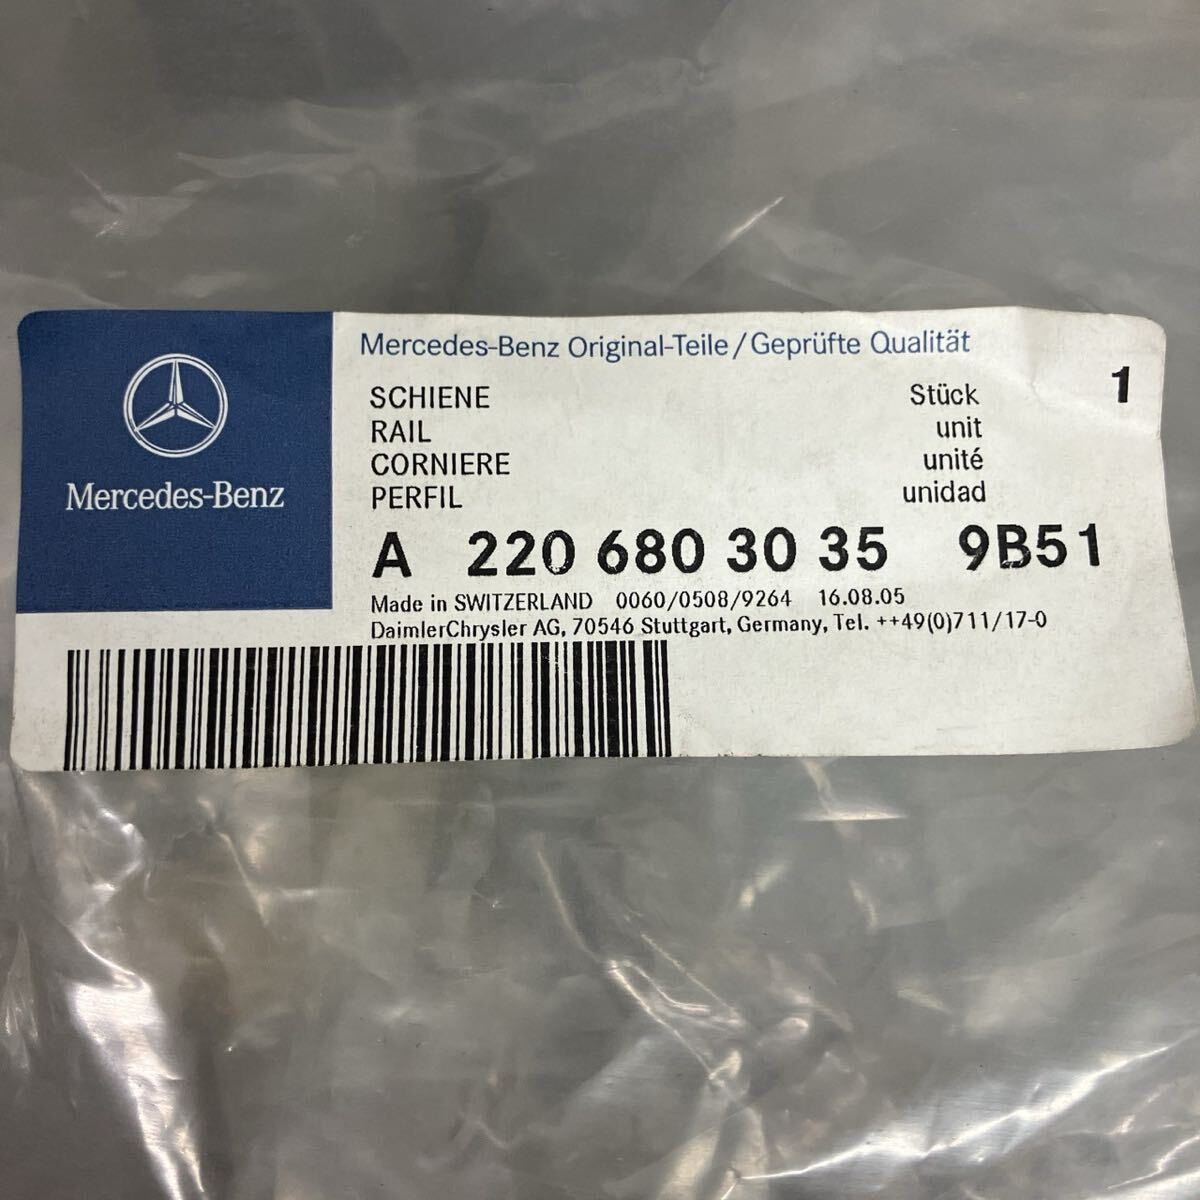 Mercedes-Benz
Mercedes-Benz Original-Teile/Geprüfte Qualität
SCHIENE Stück 1
RAIL unit
CORNIERE unité
PERFIL unidad
A 220 680 30 35 9B51
Made in SWITZERLAND 0060/0508/9264 16.08.05
DaimlerChrysler AG, 70546 Stuttgart, Germany, Tel. ++49(0)711/17-0